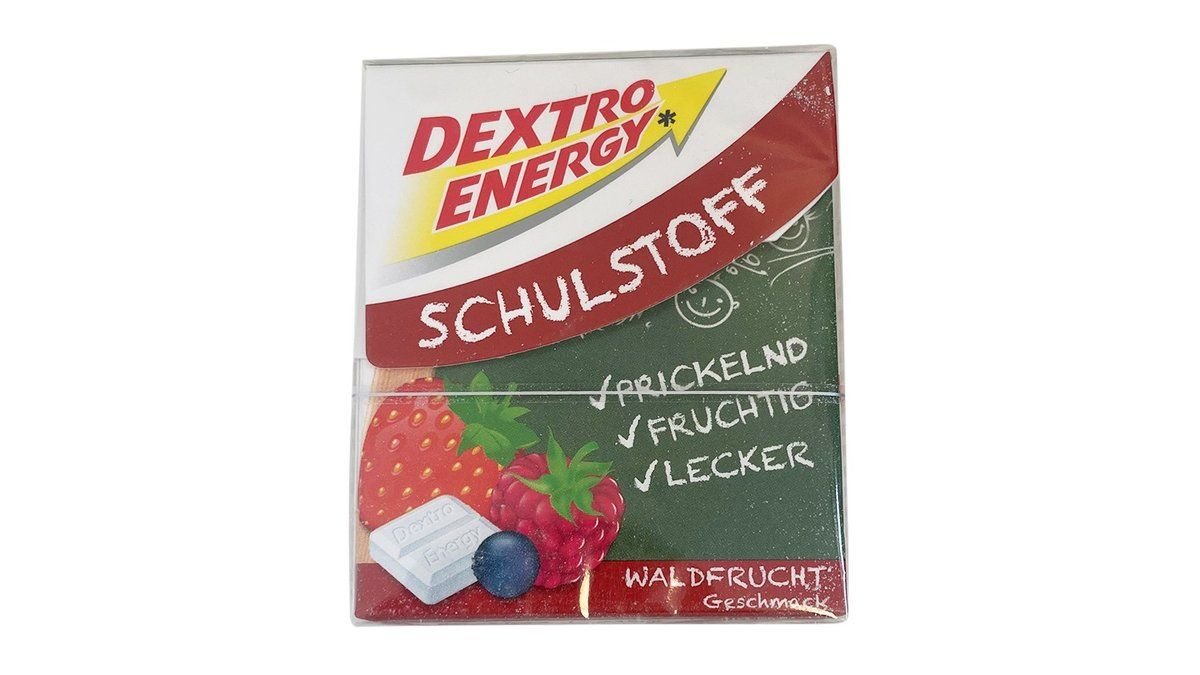 DEXTRO
ENERGY*
SCHULSTOFF
✓PRICKELND
✓FRUCHTIG
✓LECKER
Dextro
Energy
WALDFRUCHT
Geschmack